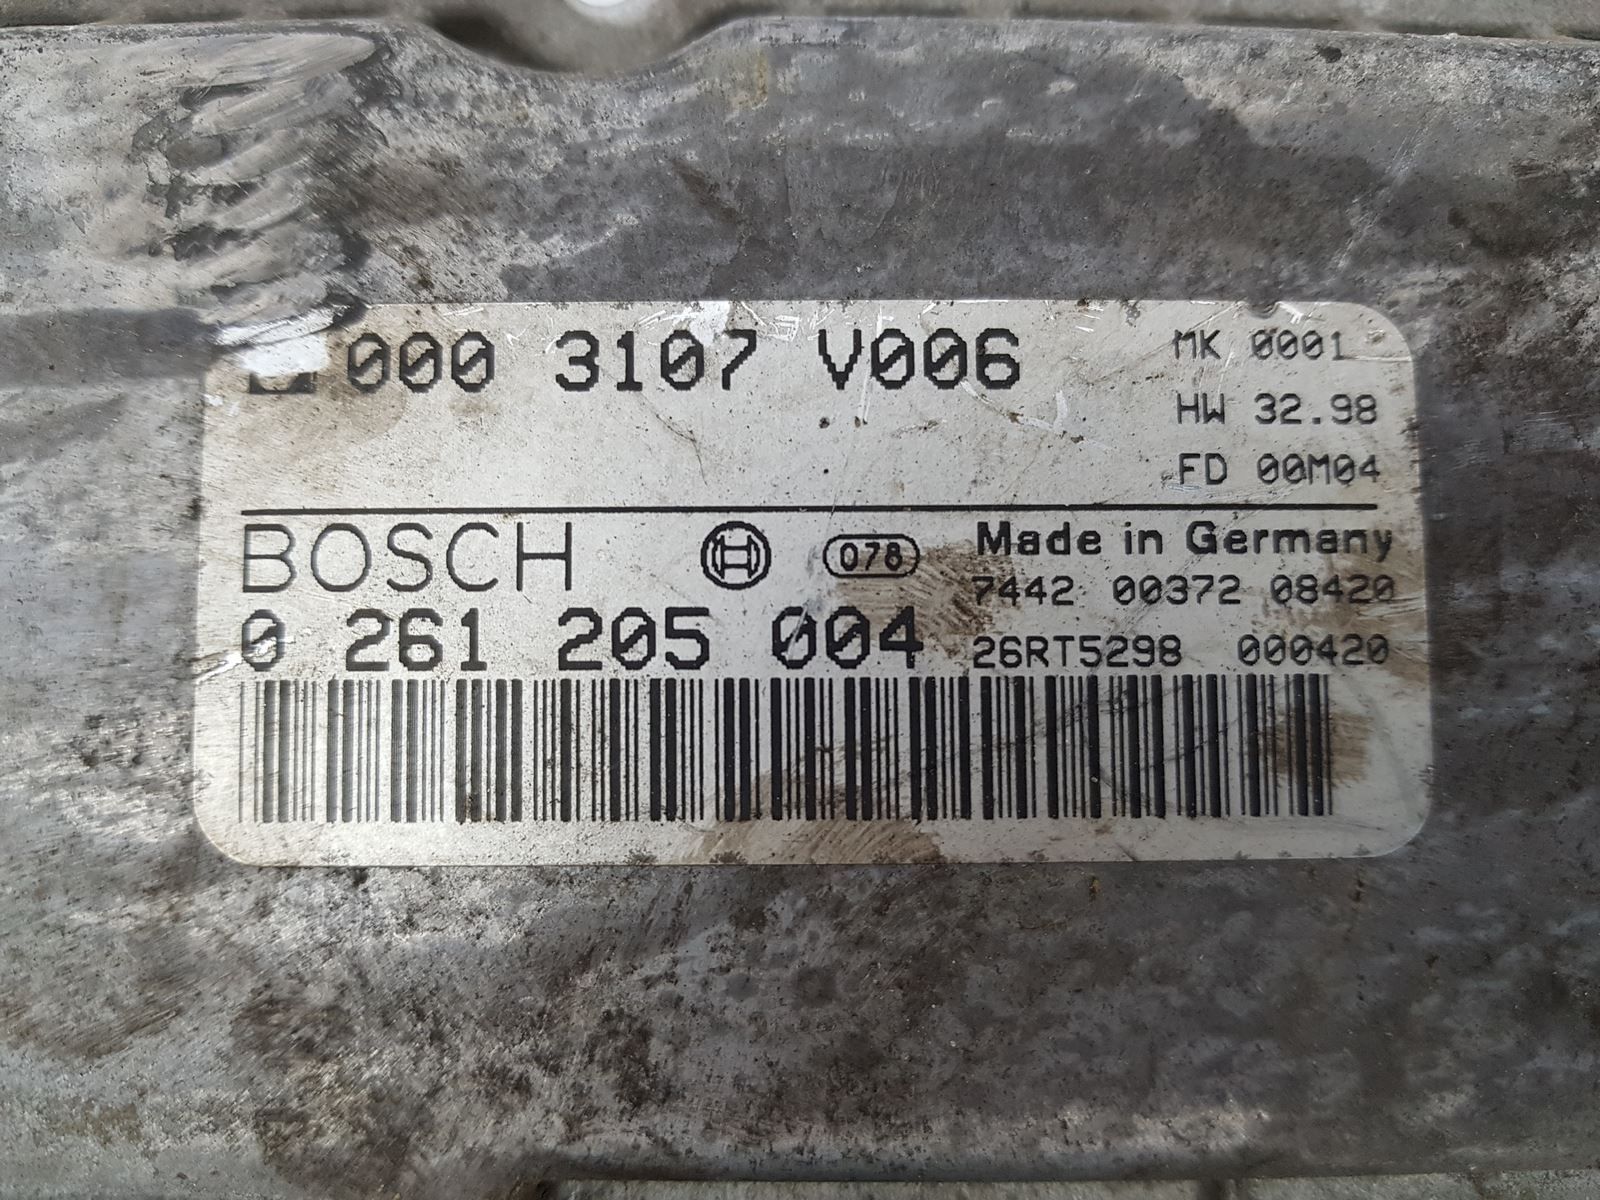 000 3107 V006
MK 0001
HW 32.98
FD 00M04
BOSCH 078 Made in Germany
7442 00372 08420
0 261 205 004 26RT5298 000420